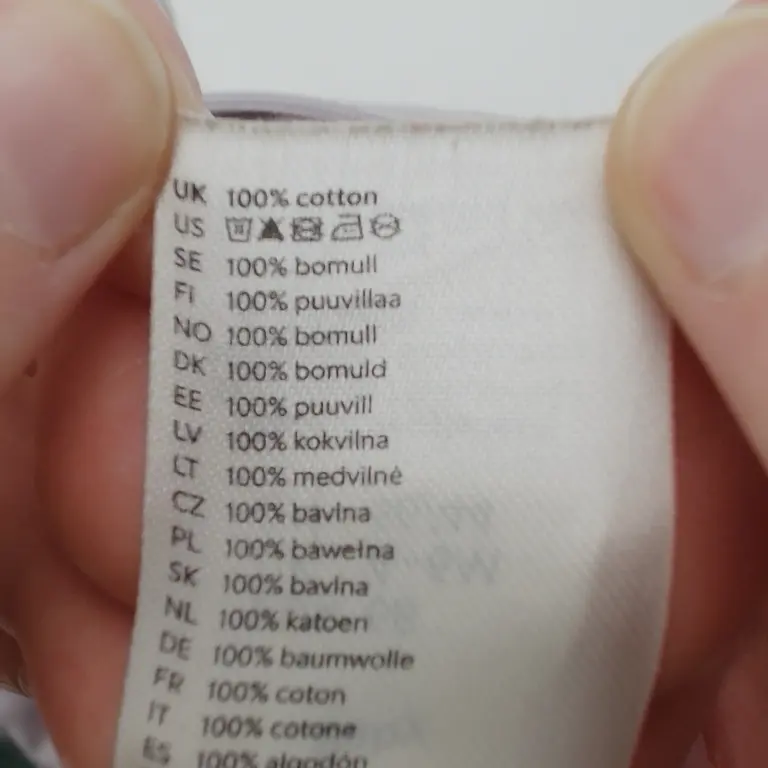 UK 100% cotton
US
SE 100% bomull
FI 100% puuvillaa
NO 100% bomull
DK 100% bomuld
EE 100% puuvill
LV 100% kokvilna
LT 100% medvilnė
CZ 100% bavlna
PL 100% bawełna
SK 100% bavlna
NL 100% katoen
DE 100% baumwolle
FR 100% coton
IT 100% cotone
ES 100% algodón